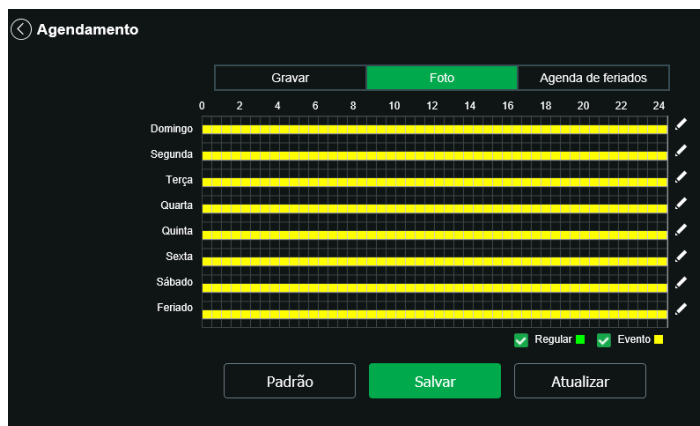 Agendamento
Gravar Foto Agenda de feriados
0 2 4 6 8 10 12 14 16 18 20 22 24
Domingo
Segunda
Terça
Quarta
Quinta
Sexta
Sábado
Feriado
Regular Evento
Padrão Salvar Atualizar